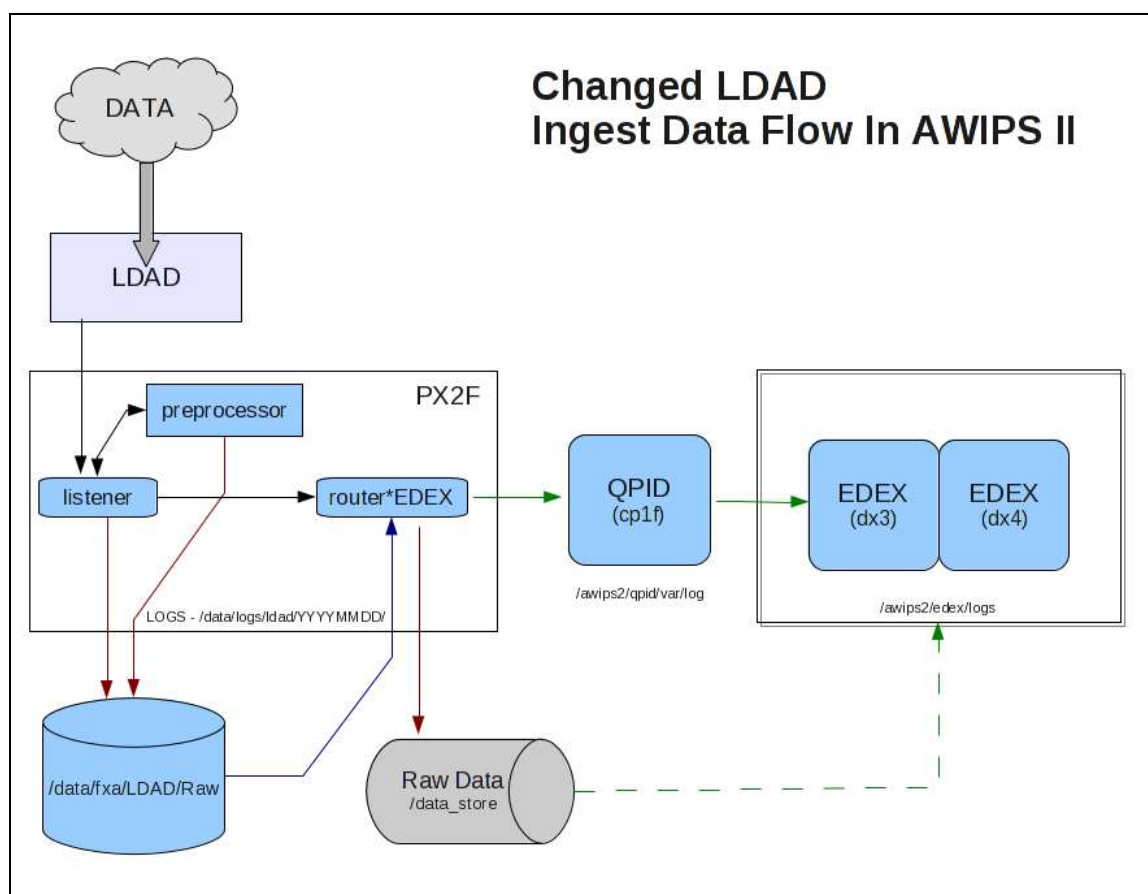 Changed LDAD
Ingest Data Flow In AWIPS II
DATA
LDAD
PX2F
preprocessor
listener
router*EDEX
LOGS - /data/logs/ldad/YYYYMMDD/
QPID
(cp1f)
/awips2/qpid/var/log
EDEX
(dx3)
EDEX
(dx4)
/awips2/edex/logs
/data/fxa/LDAD/Raw
Raw Data
/data_store